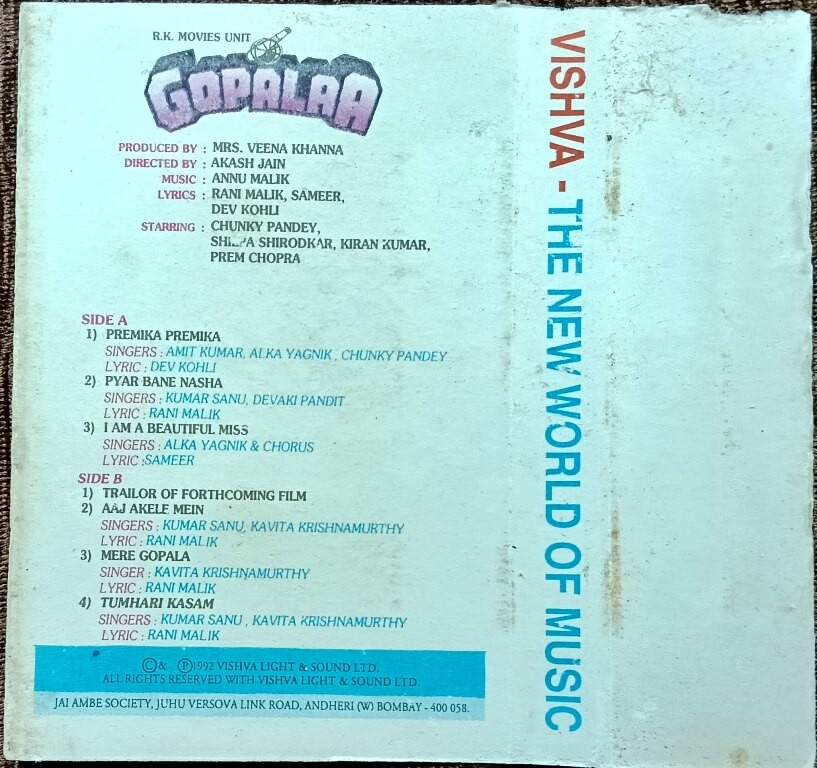 R.K. MOVIES UNIT
GOPALAA
PRODUCED BY : MRS. VEENA KHANNA
DIRECTED BY : AKASH JAIN
MUSIC : ANNU MALIK
LYRICS : RANI MALIK, SAMEER,
DEV KOHLI
STARRING : CHUNKY PANDEY,
SHILPA SHIRODKAR, KIRAN KUMAR,
PREM CHOPRA
SIDE A
1) PREMIKA PREMIKA
SINGERS : AMIT KUMAR, ALKA YAGNIK , CHUNKY PANDEY
LYRIC : DEV KOHLI
2) PYAR BANE NASHA
SINGERS : KUMAR SANU, DEVAKI PANDIT
LYRIC : RANI MALIK
3) I AM A BEAUTIFUL MISS
SINGERS : ALKA YAGNIK & CHORUS
LYRIC :SAMEER
SIDE B
1) TRAILOR OF FORTHCOMING FILM
2) AAJ AKELE MEIN
SINGERS : KUMAR SANU, KAVITA KRISHNAMURTHY
LYRIC : RANI MALIK
3) MERE GOPALA
SINGER : KAVITA KRISHNAMURTHY
LYRIC : RANI MALIK
4) TUMHARI KASAM
SINGERS : KUMAR SANU , KAVITA KRISHNAMURTHY
LYRIC : RANI MALIK
©& ℗1992 VISHVA LIGHT & SOUND LTD.
ALL RIGHTS RESERVED WITH VISHVA LIGHT & SOUND LTD.
JAI AMBE SOCIETY, JUHU VERSOVA LINK ROAD, ANDHERI (W) BOMBAY - 400 058.
VISHVA - THE NEW WORLD OF MUSIC